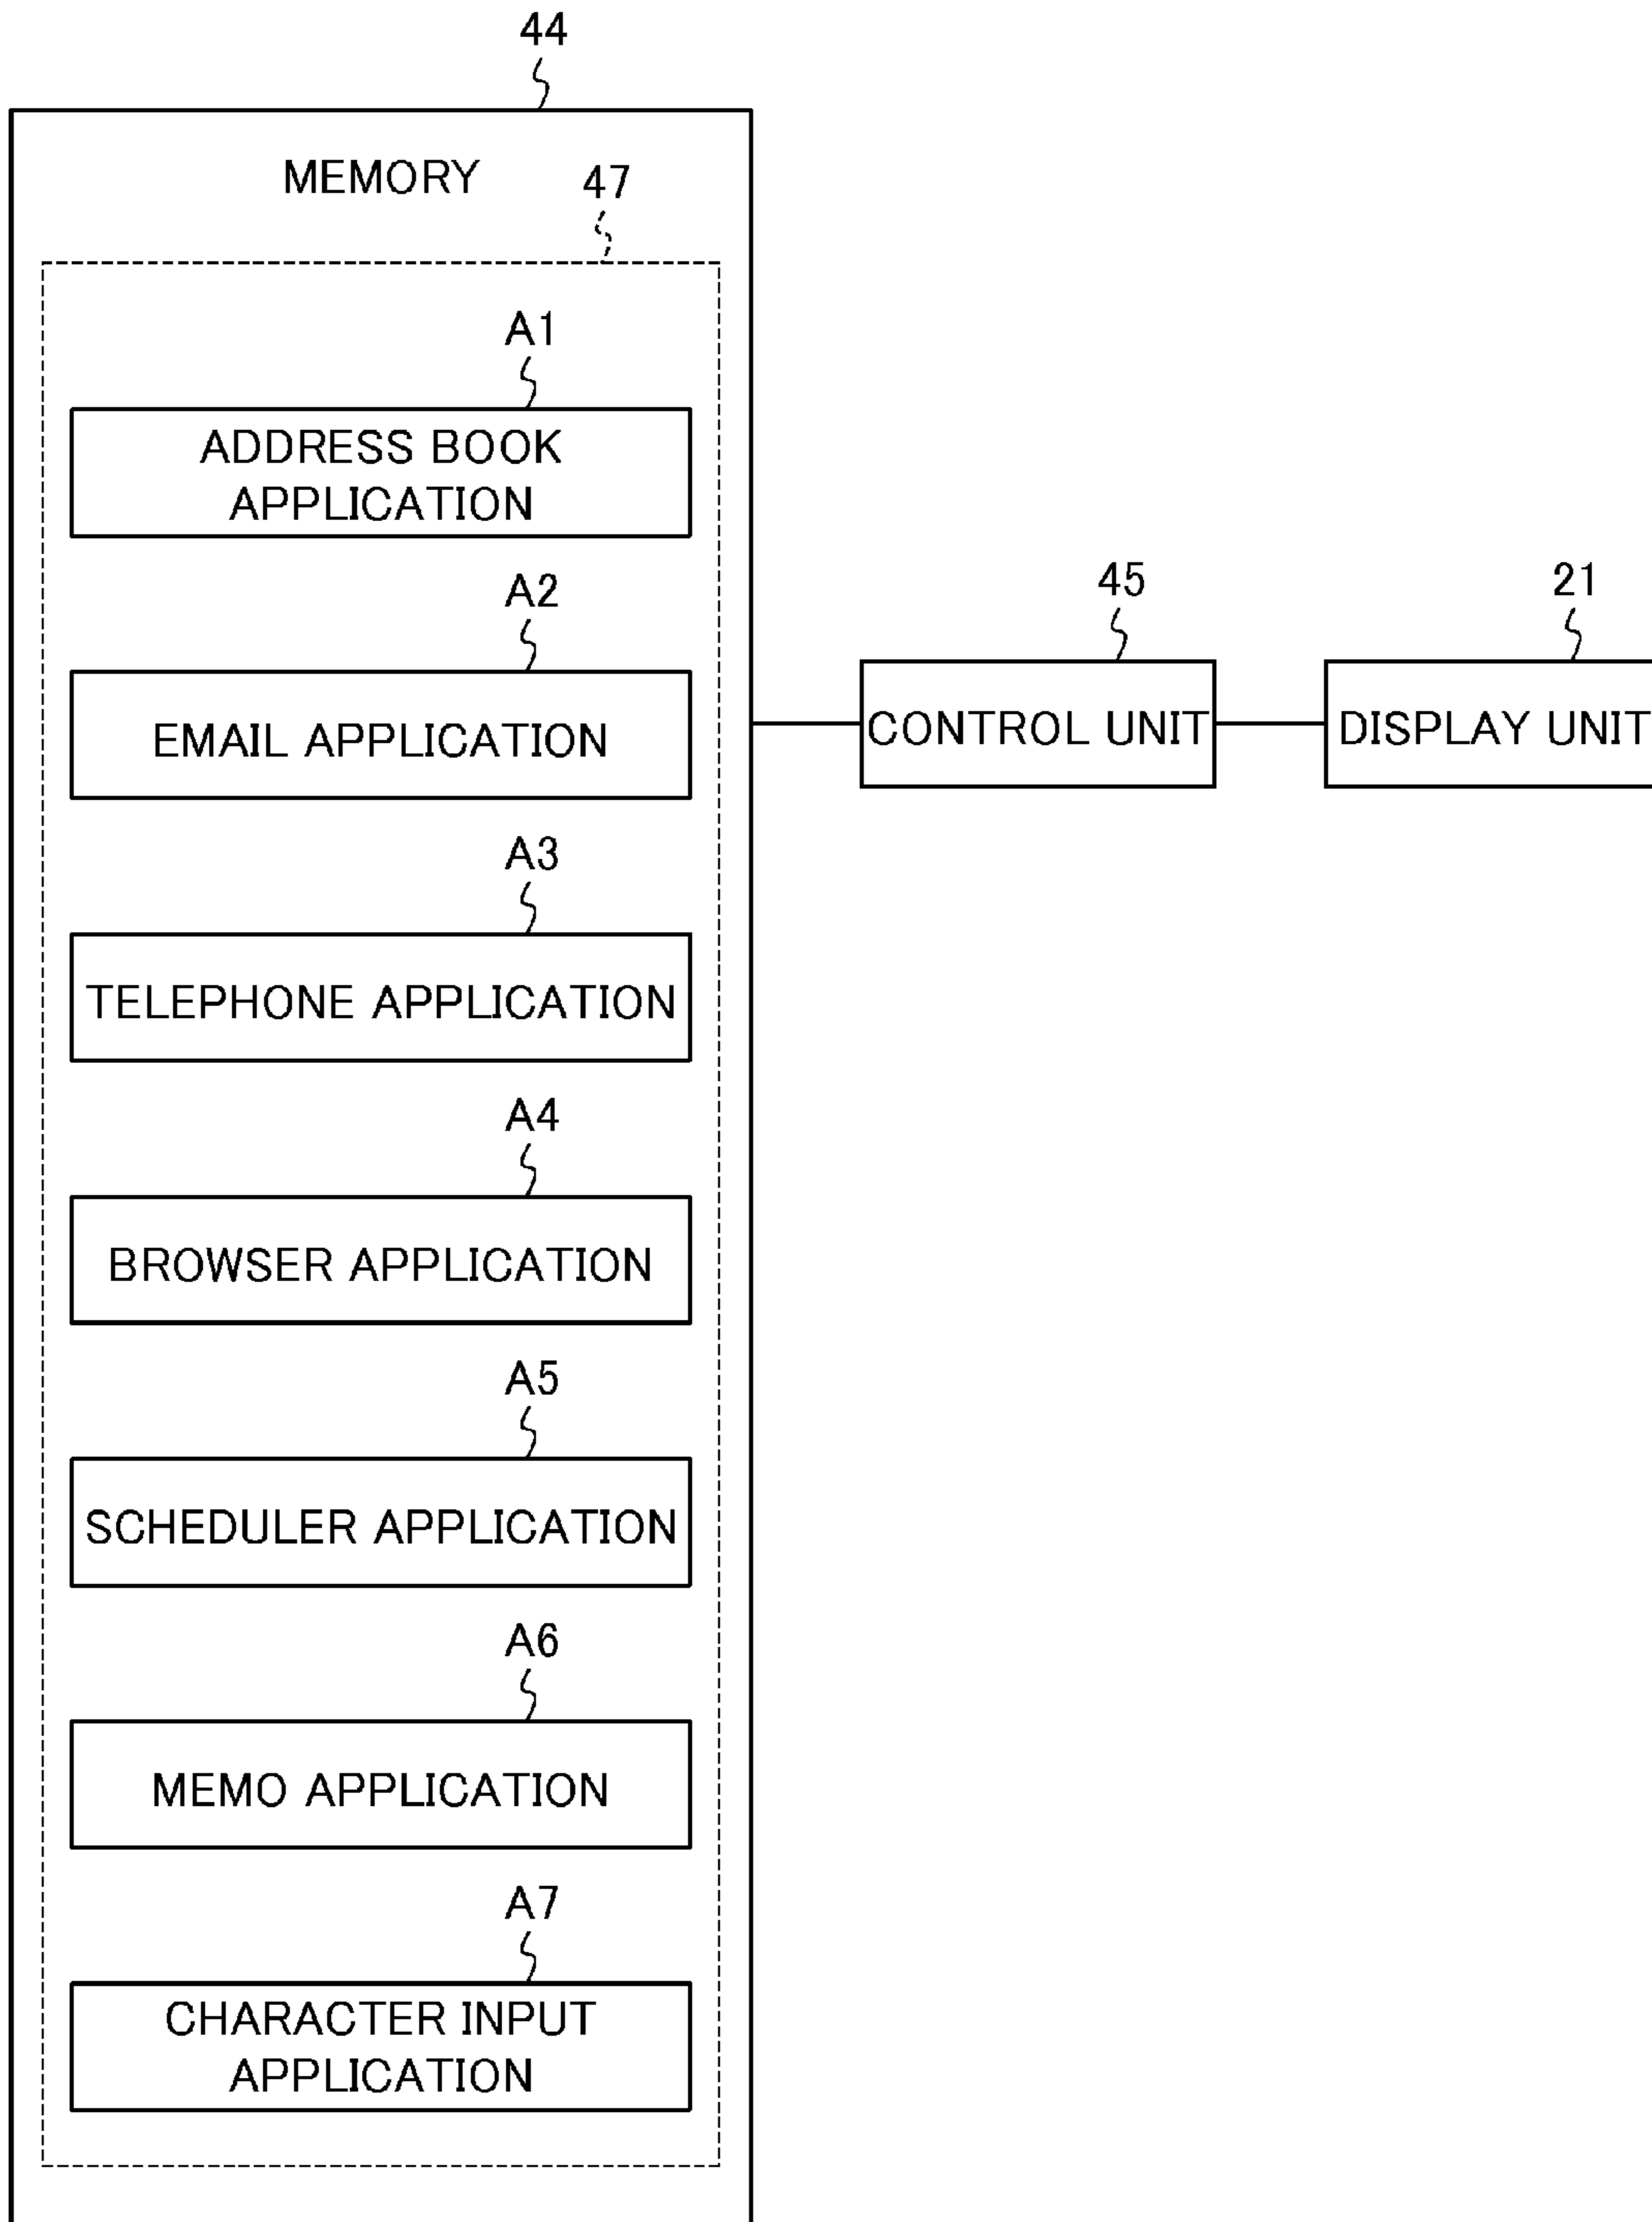 44
MEMORY
47
A1
ADDRESS BOOK
APPLICATION
A2
EMAIL APPLICATION
A3
TELEPHONE APPLICATION
A4
BROWSER APPLICATION
A5
SCHEDULER APPLICATION
A6
MEMO APPLICATION
A7
CHARACTER INPUT
APPLICATION
45
CONTROL UNIT
21
DISPLAY UNIT